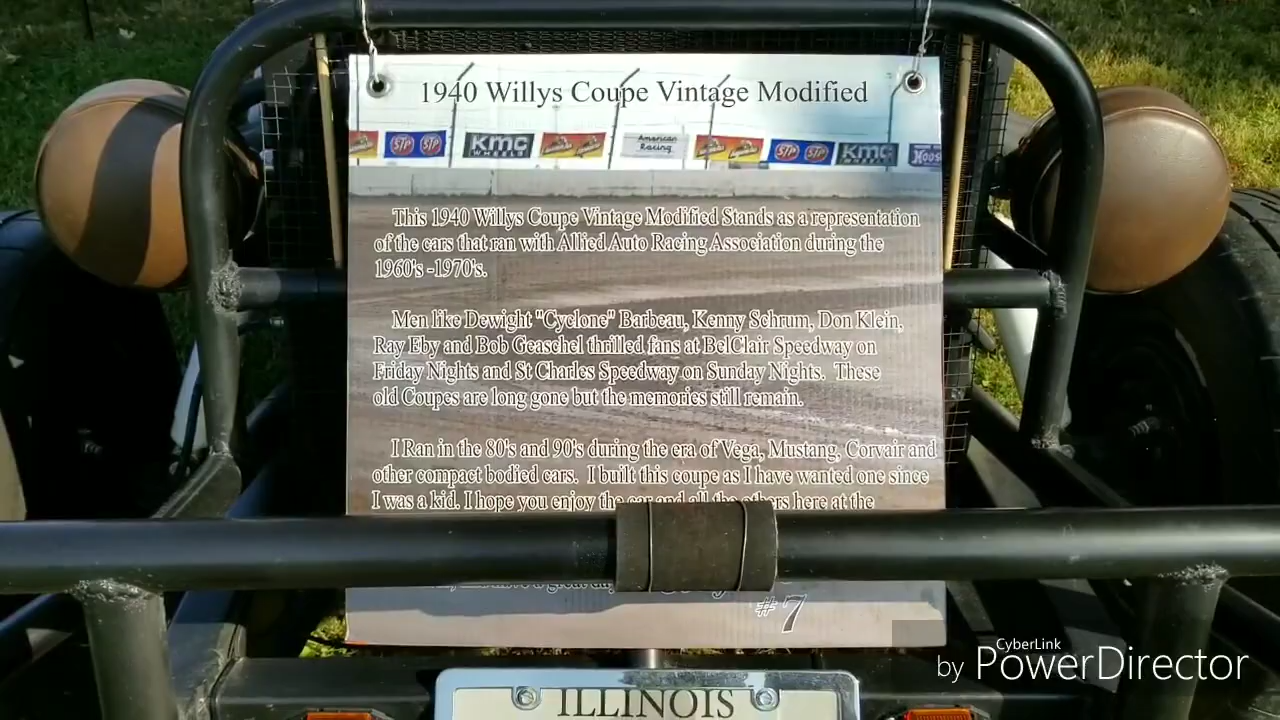 1940 Willys Coupe Vintage Modified
STP STP KMC WHEELS American Racing STP STP KMC MOOS
This 1940 Willys Coupe Vintage Modified Stands as a representation
of the cars that ran with Allied Auto Racing Association during the
1960's -1970's.
Men like Dewight "Cyclone" Barbeau, Kenny Schrum, Don Klein,
Ray Eby and Bob Geaschel thrilled fans at BelClair Speedway on
Friday Nights and St Charles Speedway on Sunday Nights. These
old Coupes are long gone but the memories still remain.
I Ran in the 80's and 90's during the era of Vega, Mustang, Corvair and
other compact bodied cars. I built this coupe as I have wanted one since
I was a kid. I hope you enjoy the car and all the others here at the
#7
ILLINOIS
CyberLink
by PowerDirector